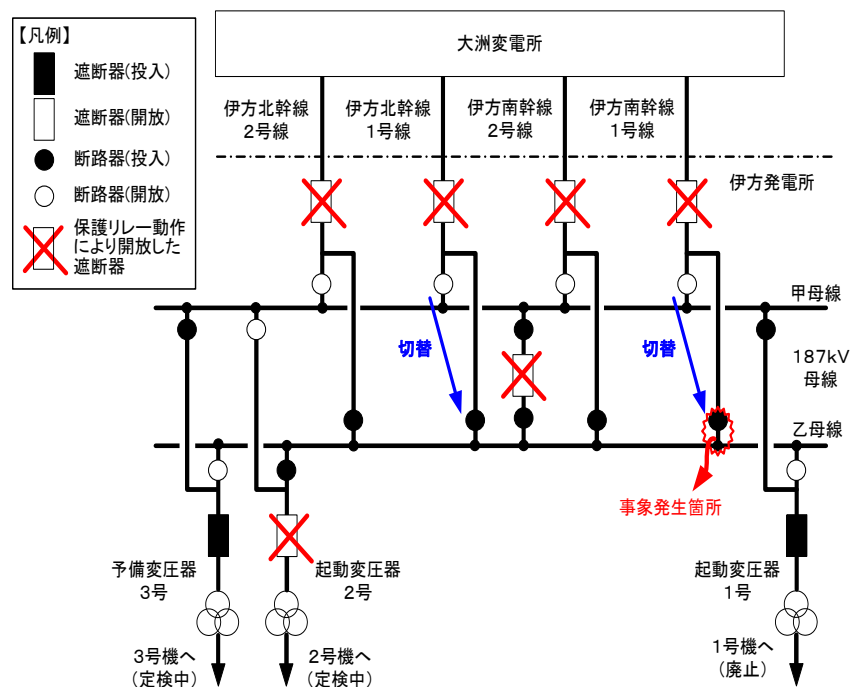 【凡例】
遮断器(投入)
遮断器(開放)
断路器(投入)
断路器(開放)
保護リレー動作
により開放した
遮断器
大洲変電所
伊方北幹線
2号線
伊方北幹線
1号線
伊方南幹線
2号線
伊方南幹線
1号線
伊方発電所
甲母線
切替
切替
187kV
母線
乙母線
事象発生箇所
予備変圧器
3号
起動変圧器
2号
起動変圧器
1号
3号機へ
(定検中)
2号機へ
(定検中)
1号機へ
(廃止)